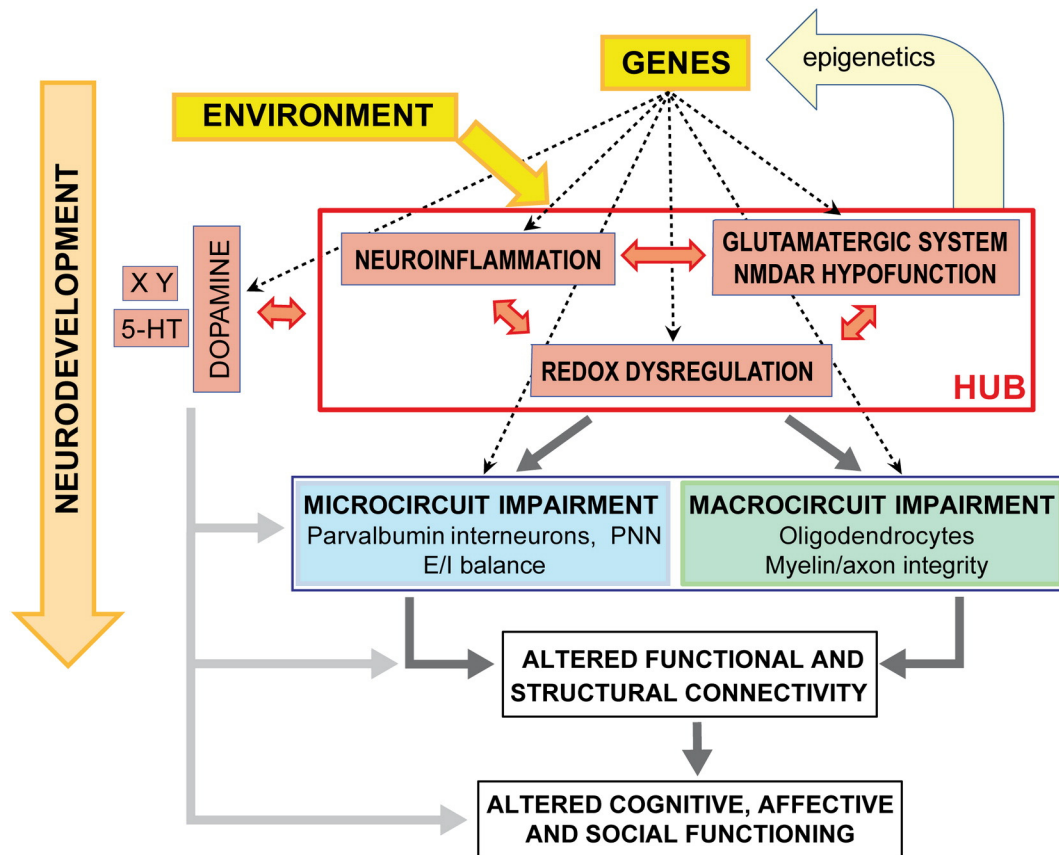 GENES
epigenetics
ENVIRONMENT
NEURODEVELOPMENT
X Y
5-HT
DOPAMINE
NEUROINFLAMMATION
GLUTAMATERGIC SYSTEM
NMDAR HYPOFUNCTION
REDOX DYSREGULATION
HUB
MICROCIRCUIT IMPAIRMENT
Parvalbumin interneurons, PNN
E/I balance
MACROCIRCUIT IMPAIRMENT
Oligodendrocytes
Myelin/axon integrity
ALTERED FUNCTIONAL AND
STRUCTURAL CONNECTIVITY
ALTERED COGNITIVE, AFFECTIVE
AND SOCIAL FUNCTIONING